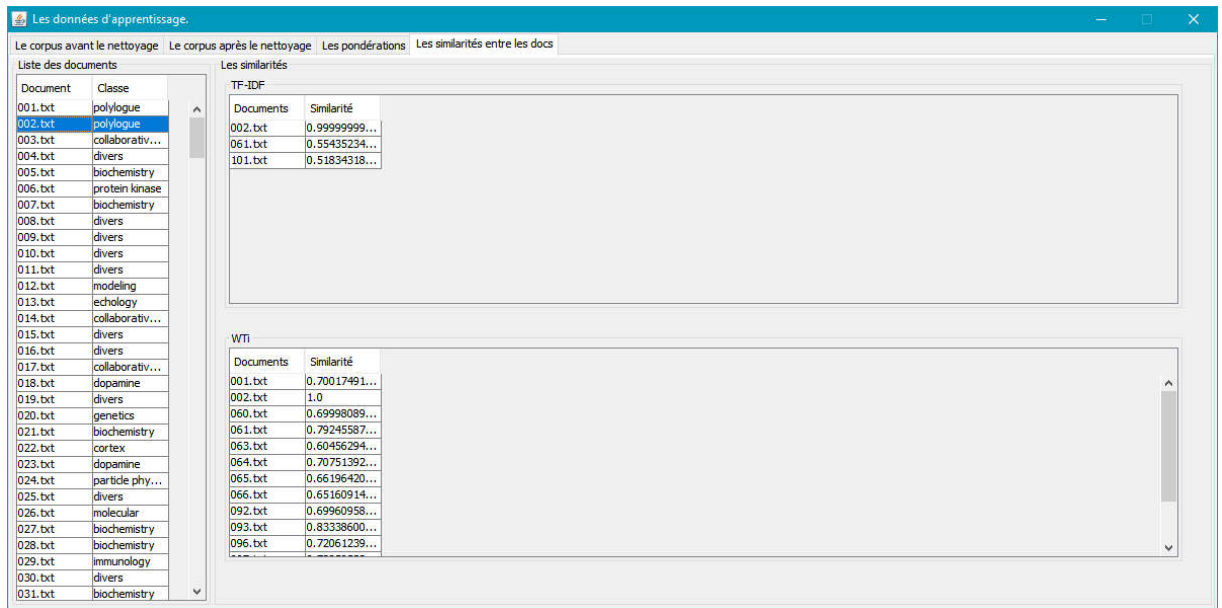 Les données d'apprentissage.
Le corpus avant le nettoyage Le corpus après le nettoyage Les pondérations Les similarités entre les docs
Liste des documents
Document Classe
001.txt polylogue
002.txt polylogue
003.txt collaborativ...
004.txt divers
005.txt biochemistry
006.txt protein kinase
007.txt biochemistry
008.txt divers
009.txt divers
010.txt divers
011.txt divers
012.txt modeling
013.txt echology
014.txt collaborativ...
015.txt divers
016.txt divers
017.txt collaborativ...
018.txt dopamine
019.txt divers
020.txt genetics
021.txt biochemistry
022.txt cortex
023.txt dopamine
024.txt particle phy...
025.txt divers
026.txt molecular
027.txt biochemistry
028.txt biochemistry
029.txt immunology
030.txt divers
031.txt biochemistry
Les similarités
TF-IDF
Documents Similarité
002.txt 0.99999999...
061.txt 0.55435234...
101.txt 0.51834318...
WTi
Documents Similarité
001.txt 0.70017491...
002.txt 1.0
060.txt 0.69998089...
061.txt 0.79245587...
063.txt 0.60456294...
064.txt 0.70751392...
065.txt 0.66196420...
066.txt 0.65160914...
092.txt 0.69960958...
093.txt 0.83338600...
096.txt 0.72061239...